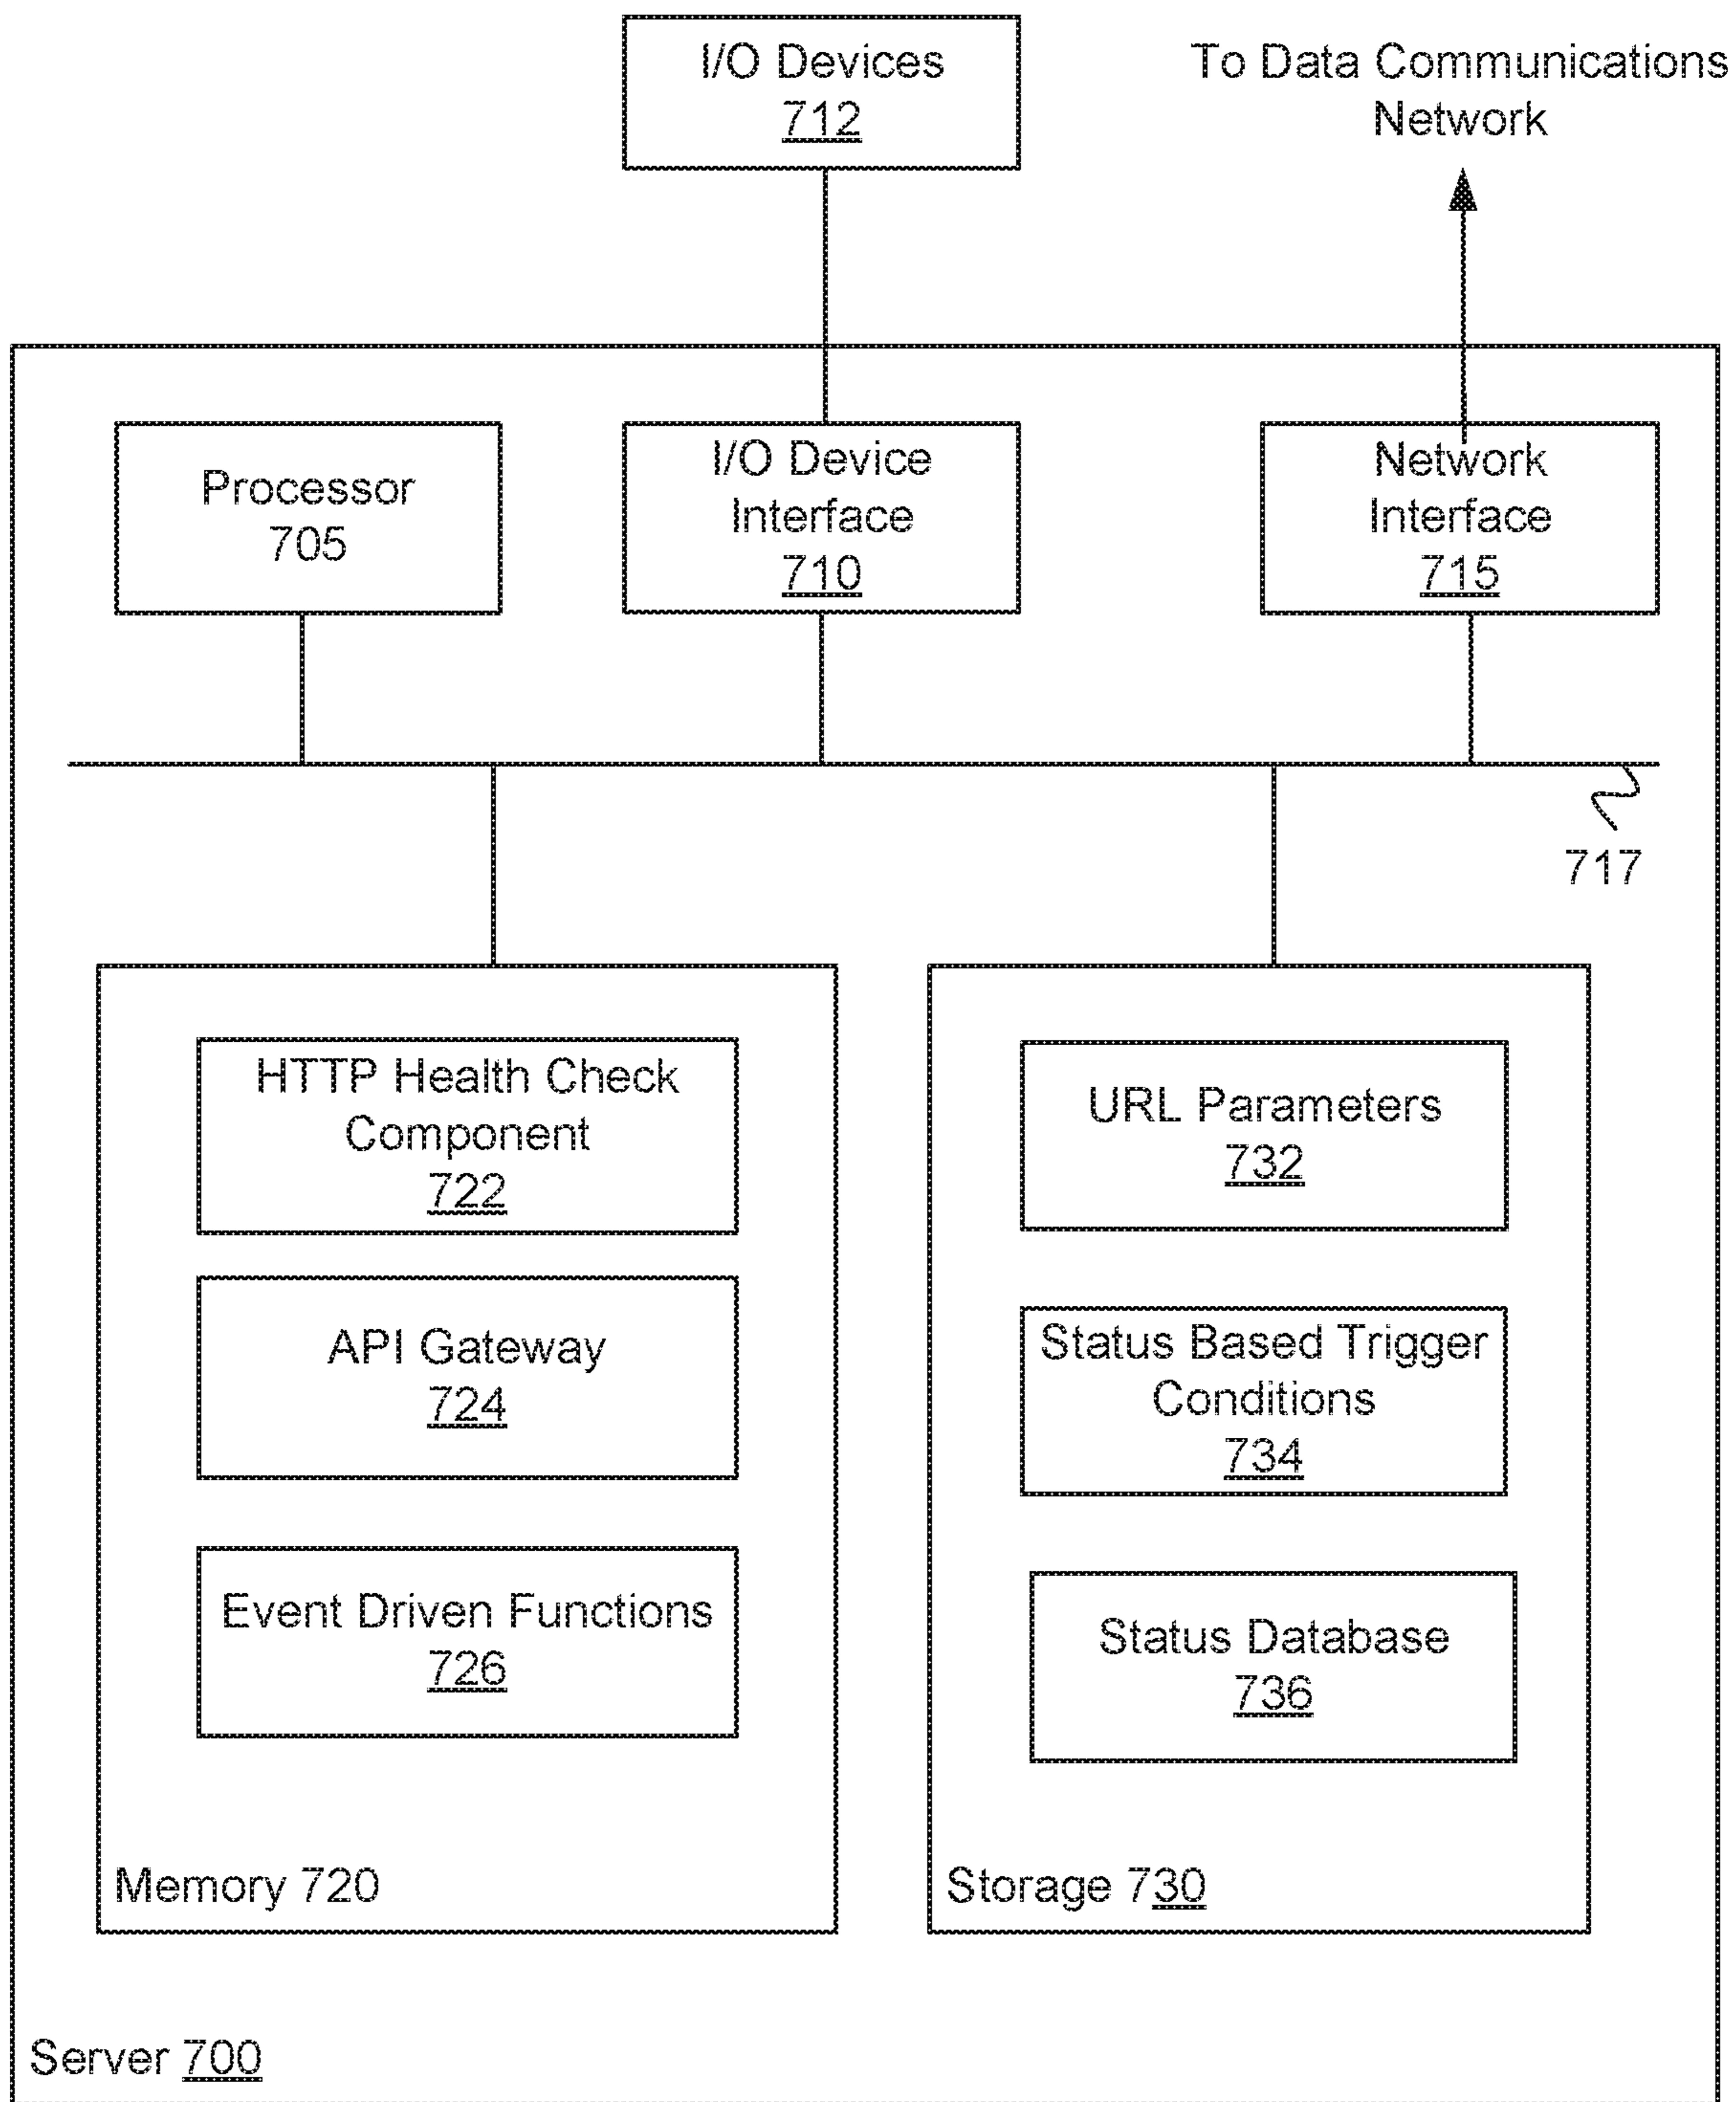 I/O Devices
712
To Data Communications
Network
Processor
705
I/O Device
Interface
710
Network
Interface
715
717
HTTP Health Check
Component
722
API Gateway
724
Event Driven Functions
726
Memory 720
URL Parameters
732
Status Based Trigger
Conditions
734
Status Database
736
Storage 730
Server 700